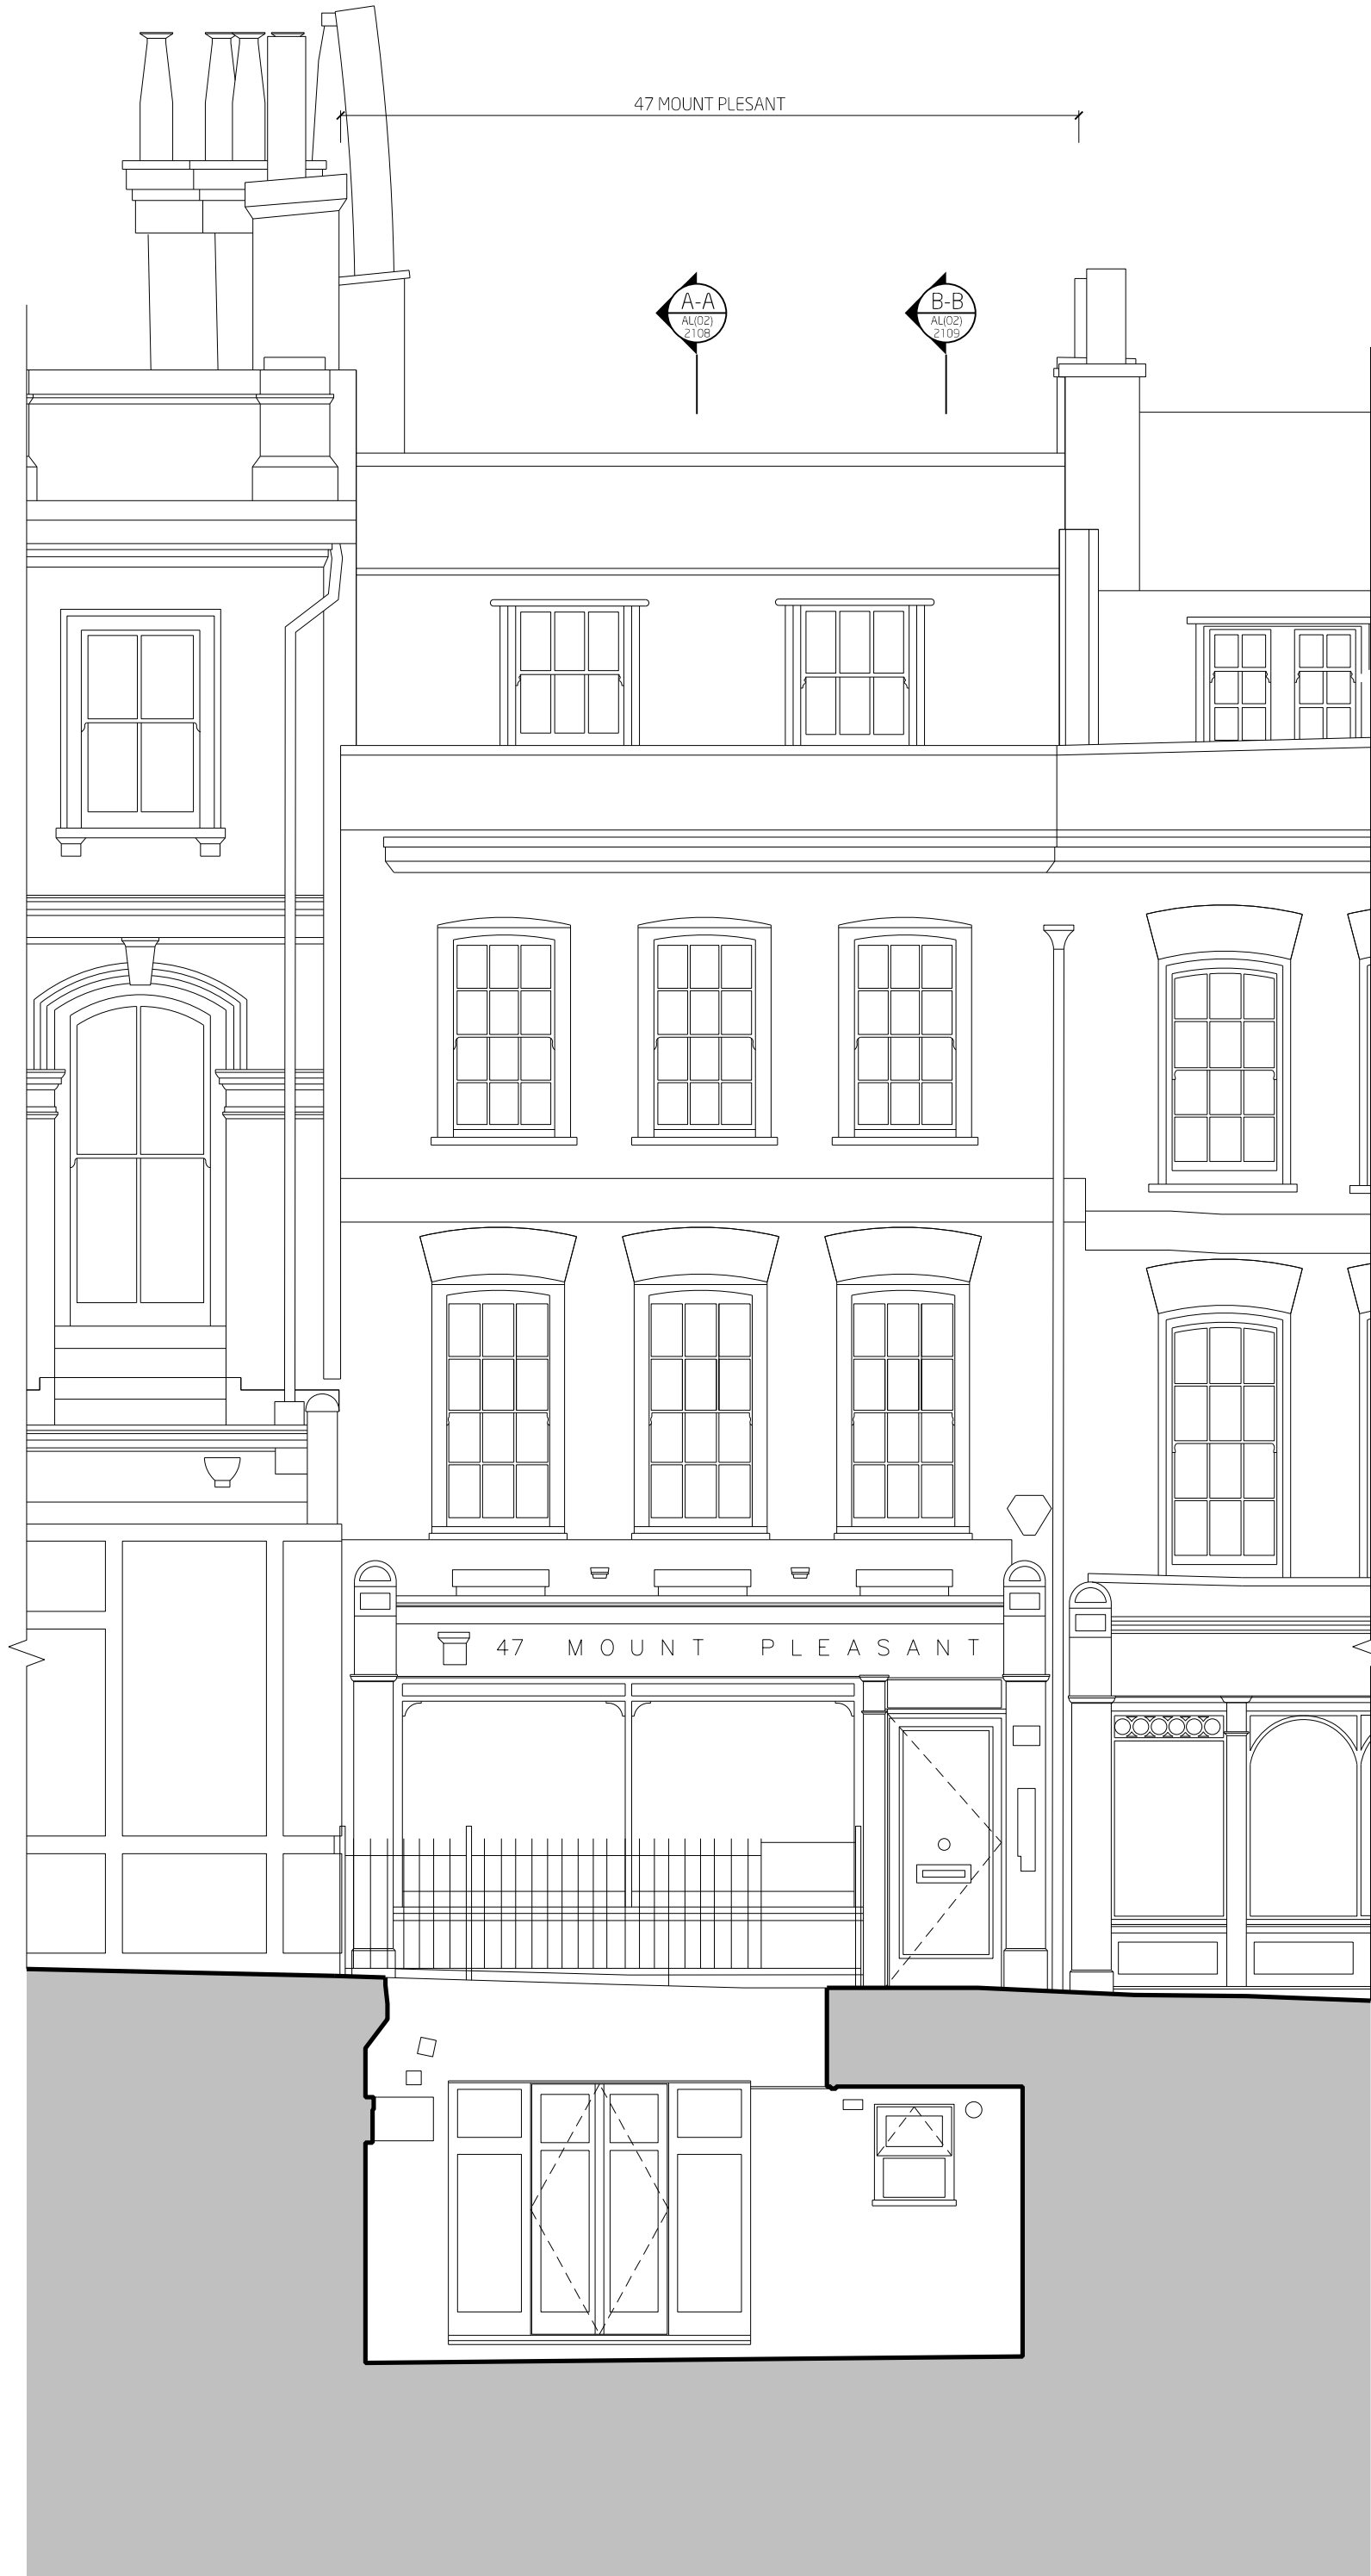 47 MOUNT PLESANT
A-A
AL(02)
2108
B-B
AL(02)
2109
47 MOUNT PLEASANT